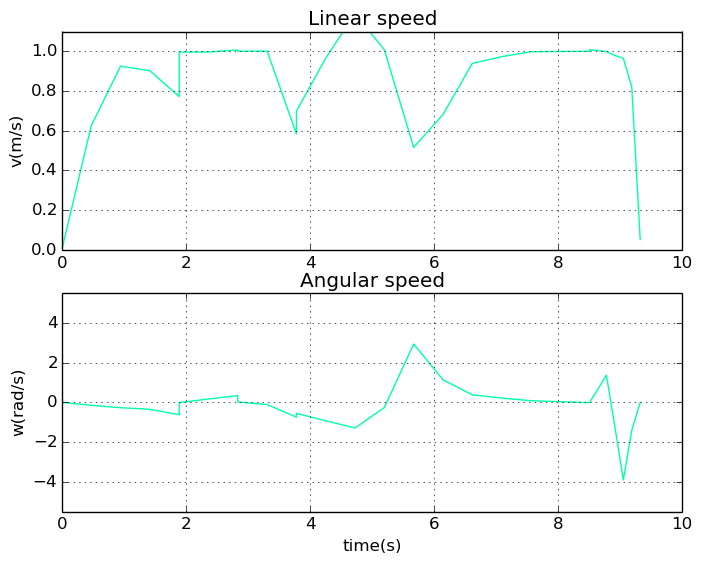 Linear speed
v(m/s)
1.0
0.8
0.6
0.4
0.2
0.0
0 2 4 6 8 10
Angular speed
w(rad/s)
4
2
0
−2
−4
0 2 4 6 8 10
time(s)